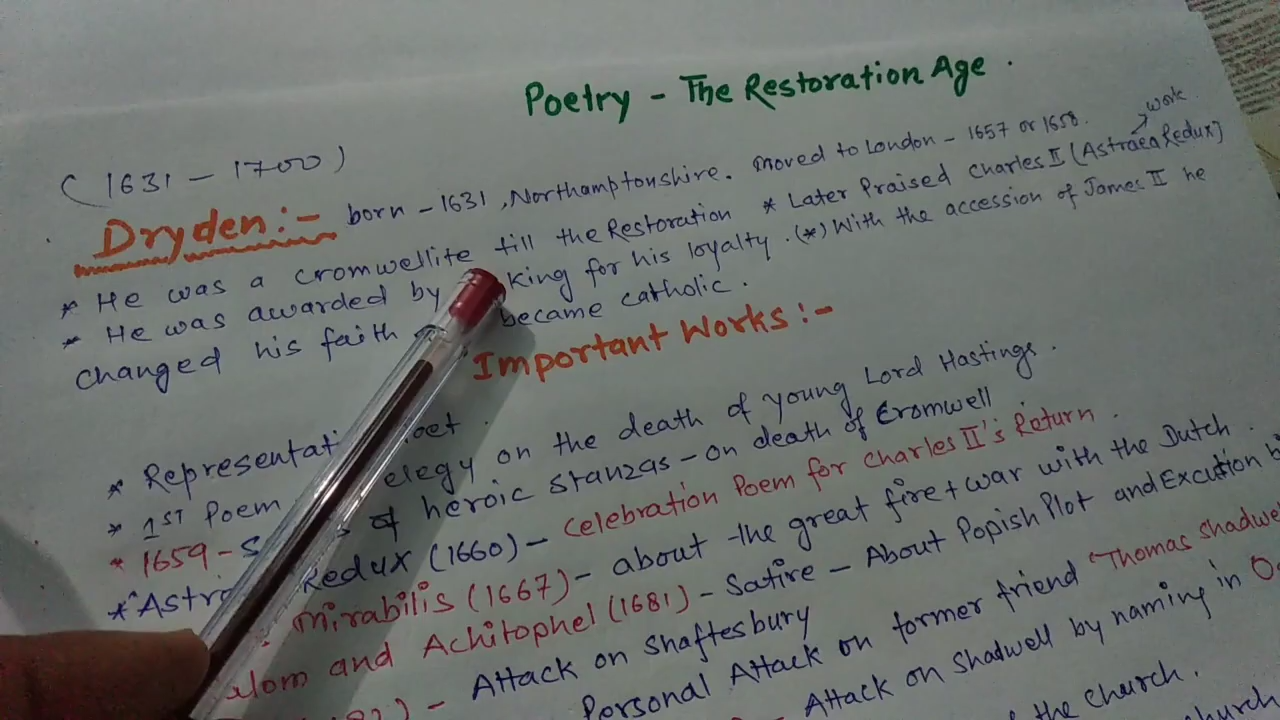 Poetry - The Restoration Age .
work
( 1631 - 1700 )
Dryden :- born - 1631 , Northamptonshire . moved to London - 1657 or 1658 .
* He was a cromwellite till the Restoration * Later Praised Charles II (Astraea Redux)
* He was awarded by King for his loyalty . (*) With the accession of James II he
changed his faith became catholic .
Important Works :-
* Representati oet .
* 1ST Poem elegy on the death of young Lord Hastings .
* 1659 - S of heroic stanzas - on death of Cromwell
* Astr Redux (1660) - Celebration Poem for Charles II's Return .
mirabilis (1667) - about the great fire + war with the Dutch .
alom and Achitophel (1681) - Satire - About Popish Plot and Excution
- Attack on Shaftesbury
Personal Attack on former friend "Thomas Shadwe
Attack on Shadwell by naming in O
the church .
church